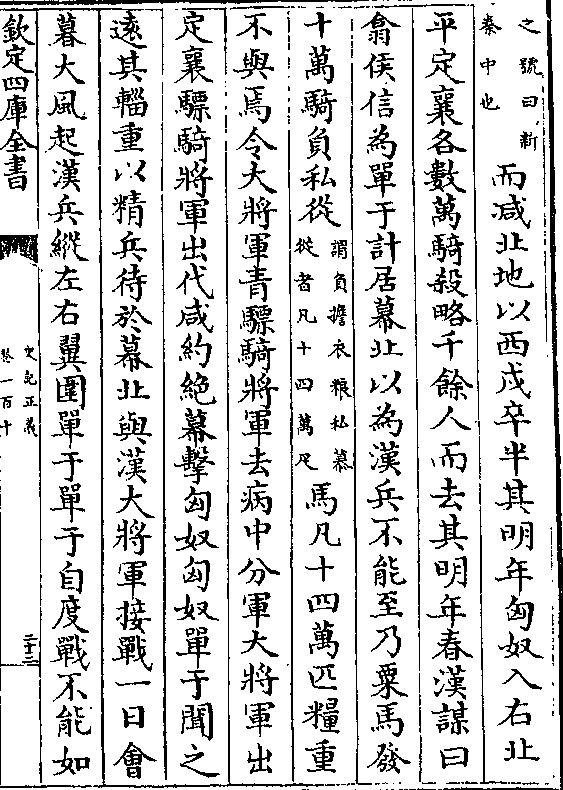 之號曰新
秦中也
而减北地以西戍卒半其明年匈奴入右北
平定襄各數萬騎殺略千餘人而去其明年春漢謀曰
翕侯信為單于計居幕北以為漢兵不能至乃粟馬發
十萬騎負私從
謂負擔衣糧私募
從者凡十四萬疋
馬凡十四萬匹糧重
不與焉令大將軍青驃騎將軍去病中分軍大將軍出
定襄驃騎將軍出代咸約絶幕擊匈奴匈奴單于聞之
遠其輜重以精兵待於幕北與漢大將軍接戰一日會
暮大風起漢兵縱左右翼圍單于單于自度戰不能如
欽定四庫全書
史記正義
卷一百十